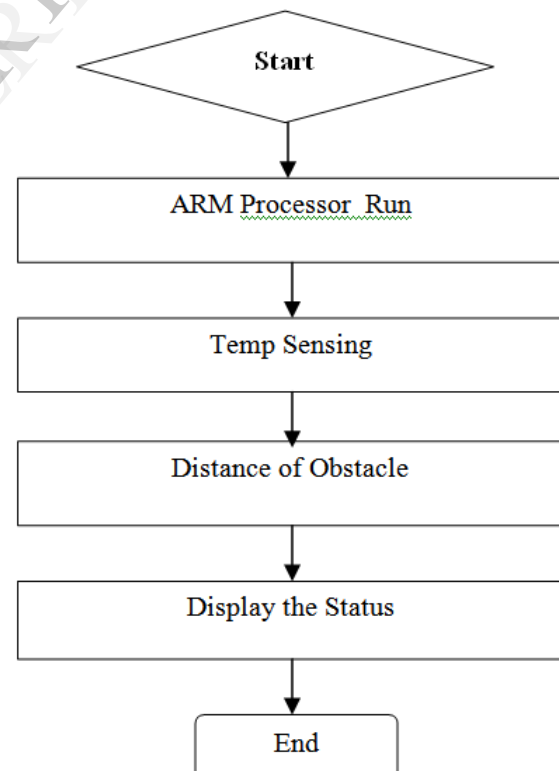 Start
ARM Processor  Run
Temp Sensing
Distance of Obstacle
Display the Status
End